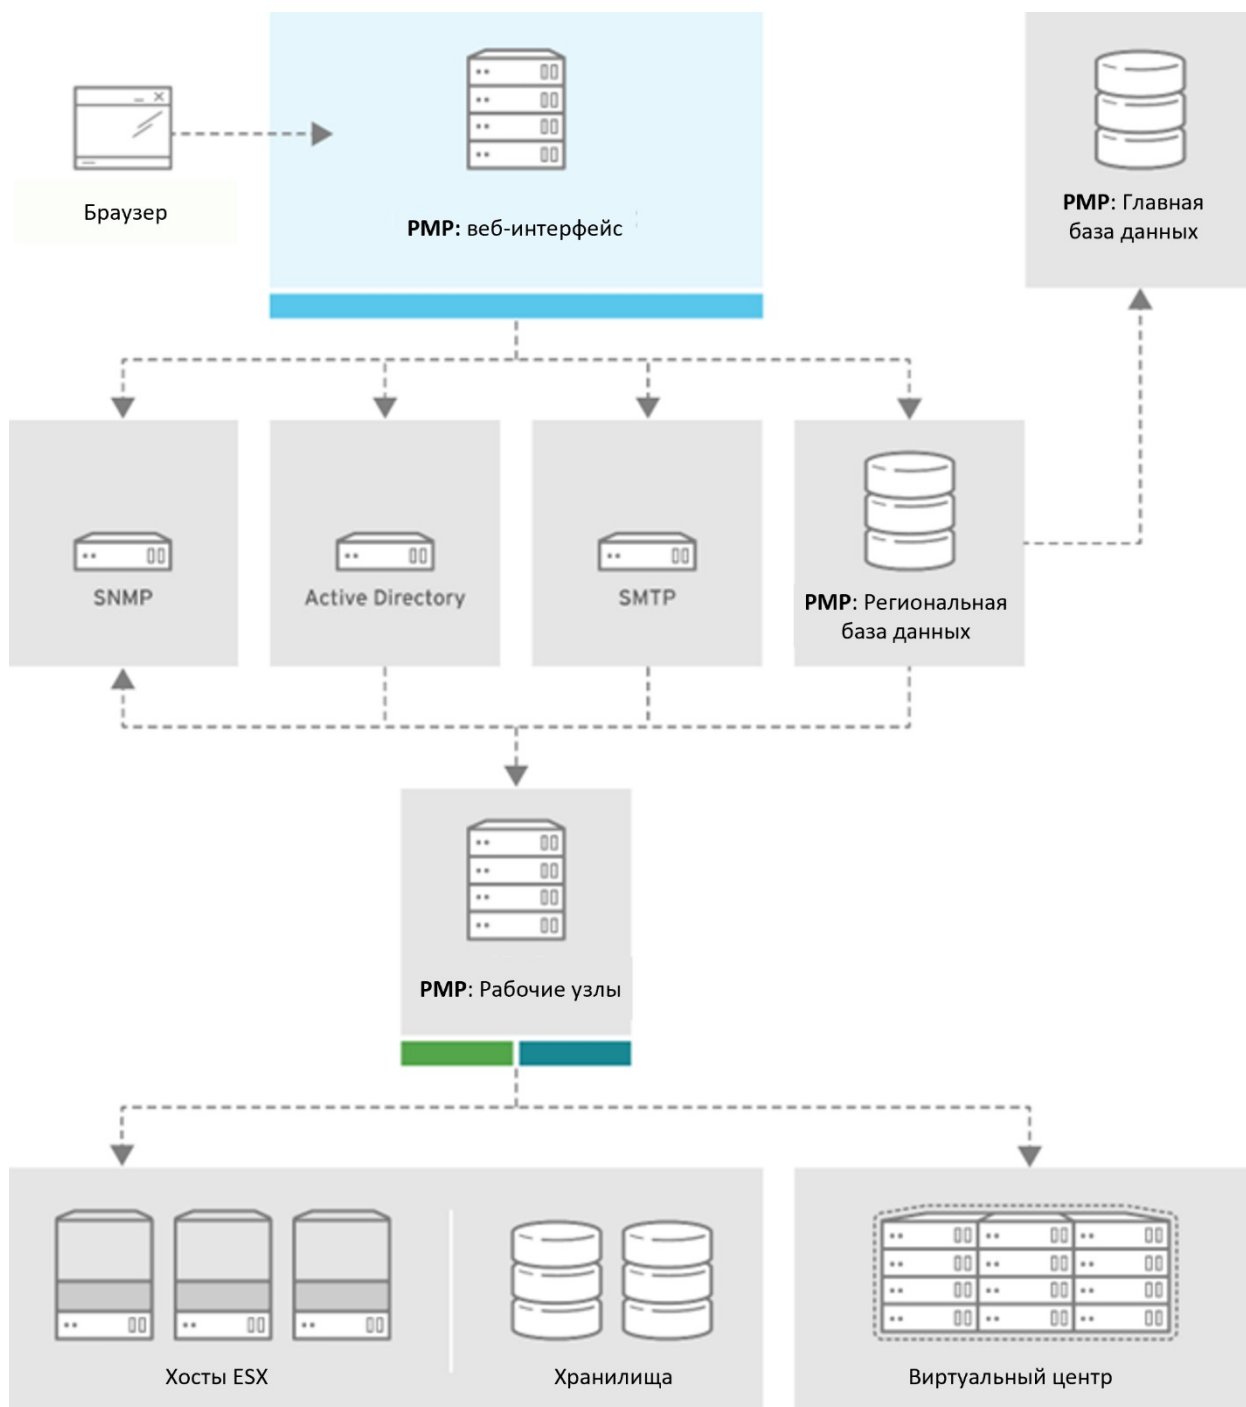 Браузер
PMP: веб-интерфейс
PMP: Главная
база данных
SNMP
Active Directory
SMTP
PMP: Региональная
база данных
PMP: Рабочие узлы
Хосты ESX
Хранилища
Виртуальный центр